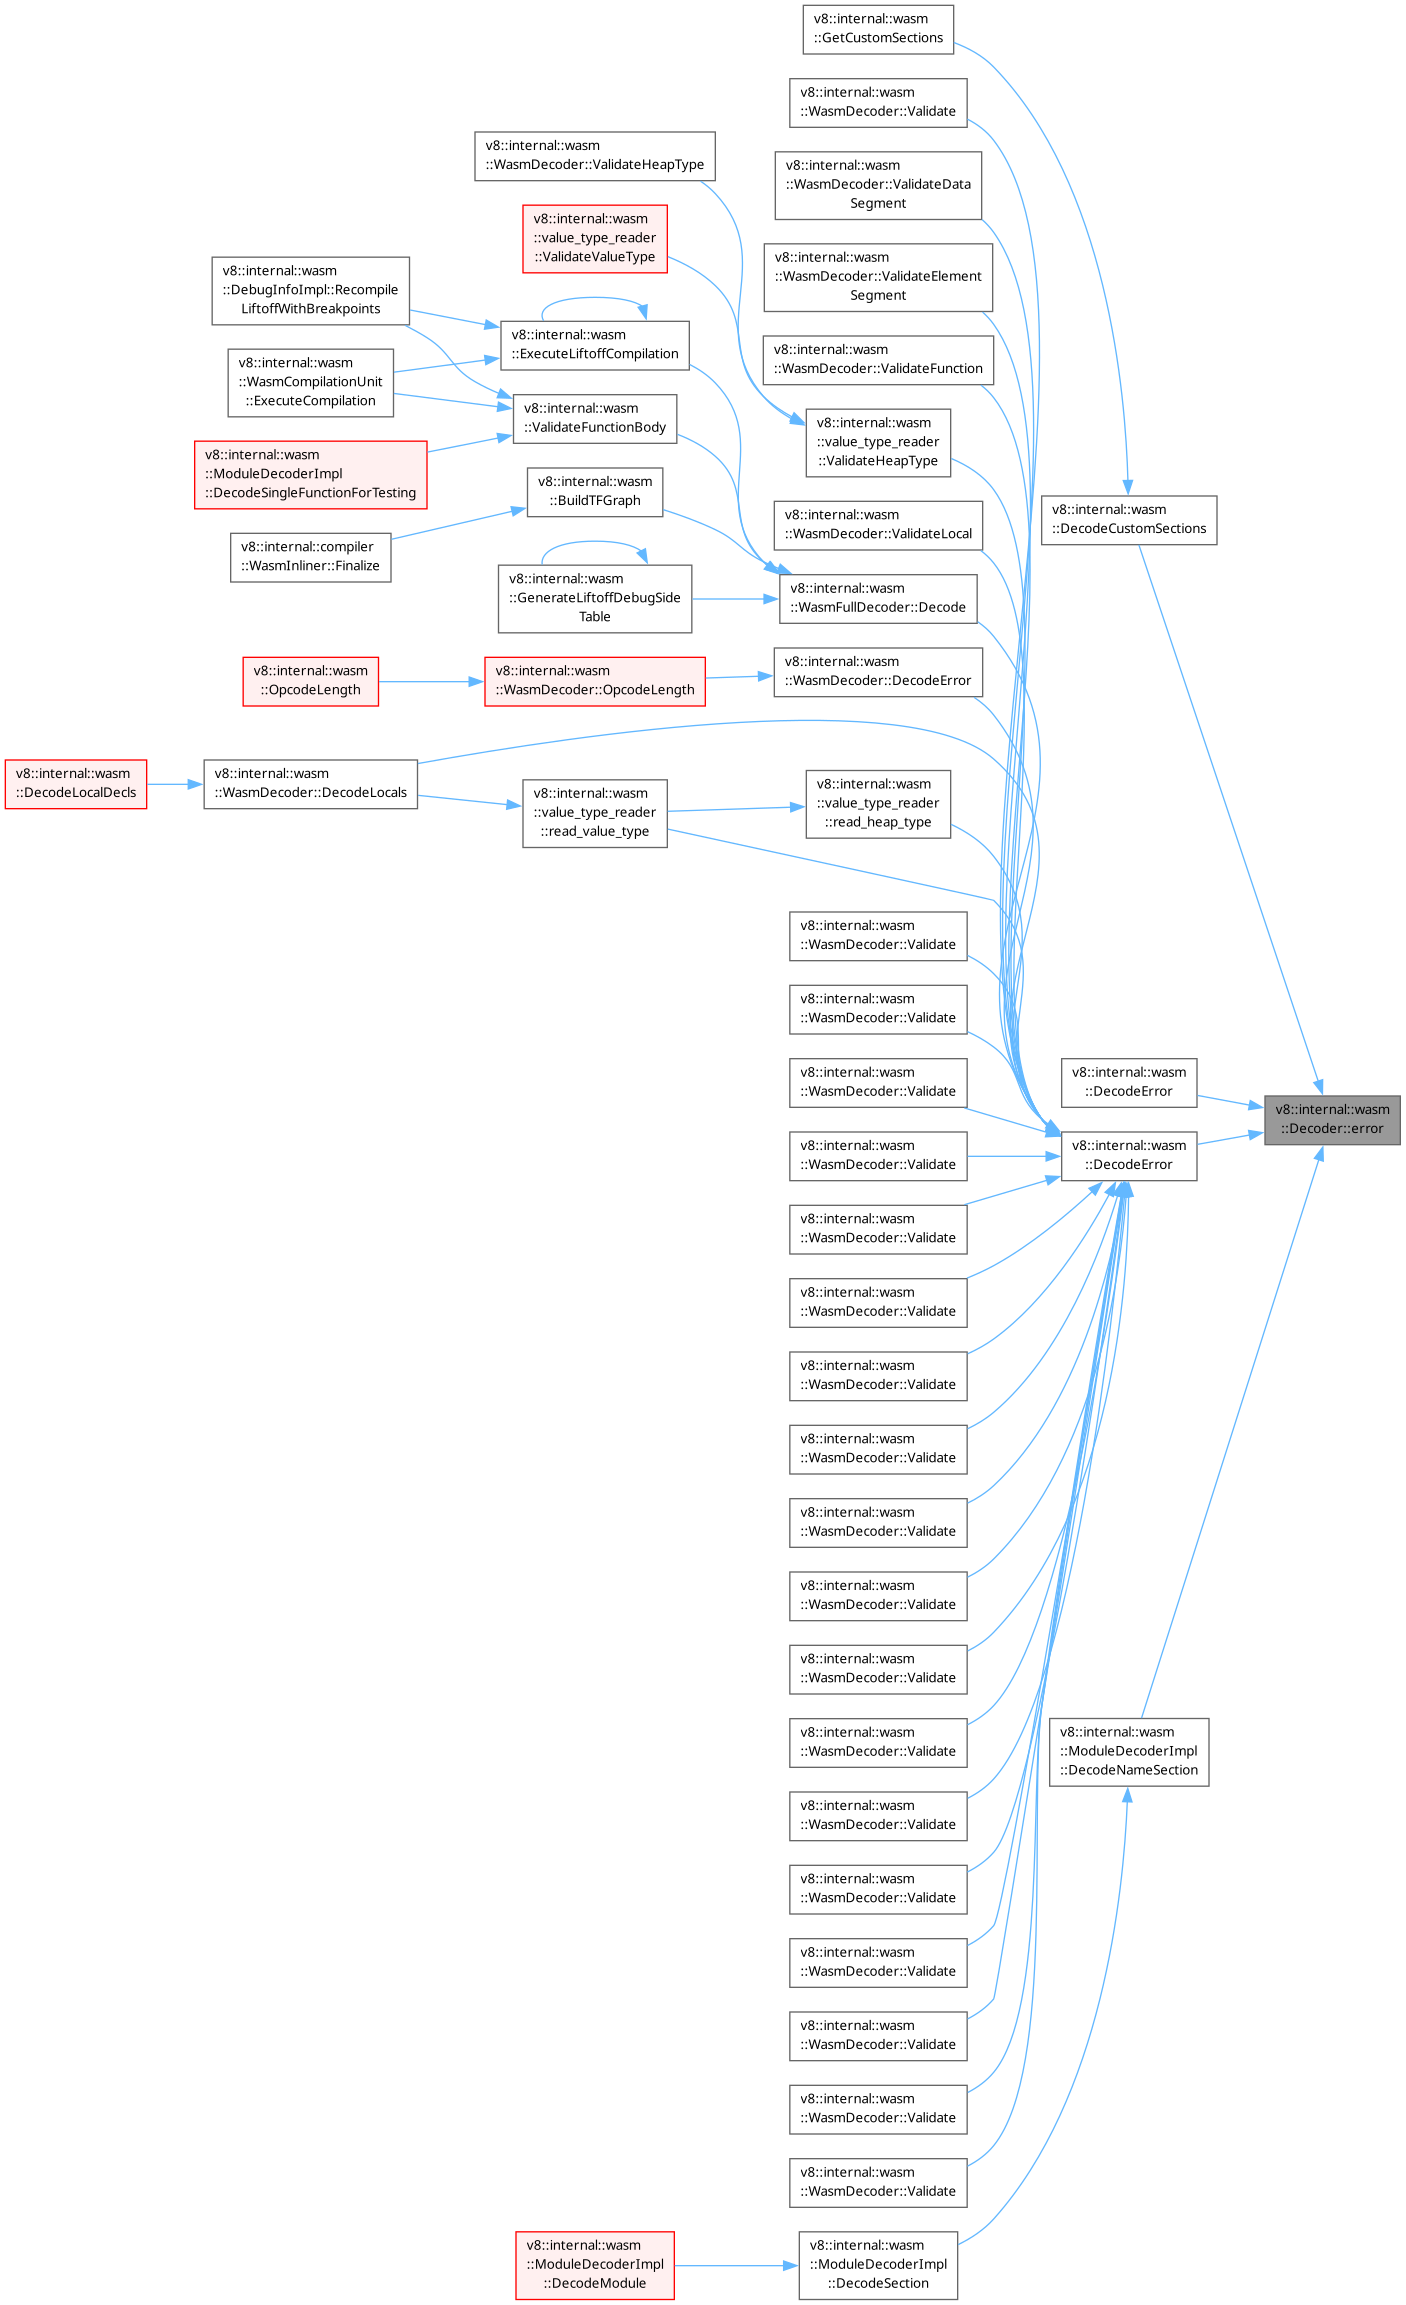 v8::internal::wasm
::GetCustomSections
v8::internal::wasm
::WasmDecoder::Validate
v8::internal::wasm
::WasmDecoder::ValidateHeapType
v8::internal::wasm
::WasmDecoder::ValidateData
Segment
v8::internal::wasm
::value_type_reader
::ValidateValueType
v8::internal::wasm
::WasmDecoder::ValidateElement
Segment
v8::internal::wasm
::DebugInfoImpl::Recompile
LiftoffWithBreakpoints
v8::internal::wasm
::ExecuteLiftoffCompilation
v8::internal::wasm
::WasmDecoder::ValidateFunction
v8::internal::wasm
::WasmCompilationUnit
::ExecuteCompilation
v8::internal::wasm
::ValidateFunctionBody
v8::internal::wasm
::value_type_reader
::ValidateHeapType
v8::internal::wasm
::ModuleDecoderImpl
::DecodeSingleFunctionForTesting
v8::internal::wasm
::BuildTFGraph
v8::internal::wasm
::DecodeCustomSections
v8::internal::wasm
::WasmDecoder::ValidateLocal
v8::internal::compiler
::WasmInliner::Finalize
v8::internal::wasm
::GenerateLiftoffDebugSide
Table
v8::internal::wasm
::WasmFullDecoder::Decode
v8::internal::wasm
::OpcodeLength
v8::internal::wasm
::WasmDecoder::OpcodeLength
v8::internal::wasm
::WasmDecoder::DecodeError
v8::internal::wasm
::DecodeLocalDecls
v8::internal::wasm
::WasmDecoder::DecodeLocals
v8::internal::wasm
::value_type_reader
::read_value_type
v8::internal::wasm
::value_type_reader
::read_heap_type
v8::internal::wasm
::WasmDecoder::Validate
v8::internal::wasm
::WasmDecoder::Validate
v8::internal::wasm
::WasmDecoder::Validate
v8::internal::wasm
::DecodeError
v8::internal::wasm
::Decoder::error
v8::internal::wasm
::WasmDecoder::Validate
v8::internal::wasm
::DecodeError
v8::internal::wasm
::WasmDecoder::Validate
v8::internal::wasm
::WasmDecoder::Validate
v8::internal::wasm
::WasmDecoder::Validate
v8::internal::wasm
::WasmDecoder::Validate
v8::internal::wasm
::WasmDecoder::Validate
v8::internal::wasm
::WasmDecoder::Validate
v8::internal::wasm
::WasmDecoder::Validate
v8::internal::wasm
::WasmDecoder::Validate
v8::internal::wasm
::ModuleDecoderImpl
::DecodeNameSection
v8::internal::wasm
::WasmDecoder::Validate
v8::internal::wasm
::WasmDecoder::Validate
v8::internal::wasm
::WasmDecoder::Validate
v8::internal::wasm
::WasmDecoder::Validate
v8::internal::wasm
::WasmDecoder::Validate
v8::internal::wasm
::WasmDecoder::Validate
v8::internal::wasm
::ModuleDecoderImpl
::DecodeModule
v8::internal::wasm
::ModuleDecoderImpl
::DecodeSection